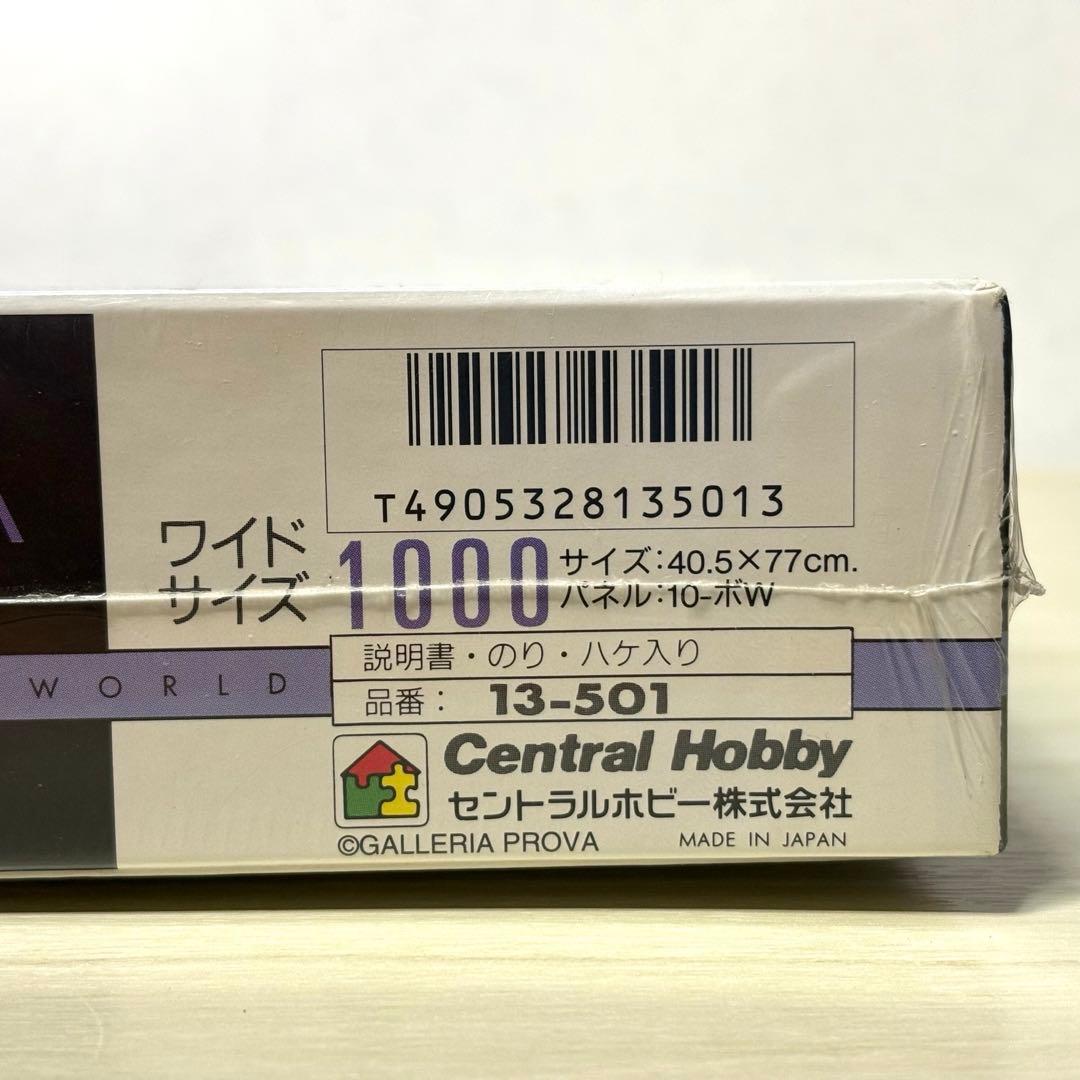 T4905328135013
ワイド
サイズ
1000
サイズ:40.5×77cm.
パネル:10-ボW
説明書・のり・ハケ入り
WORLD
品番: 13-501
Central Hobby
セントラルホビー株式会社
©GALLERIA PROVA MADE IN JAPAN